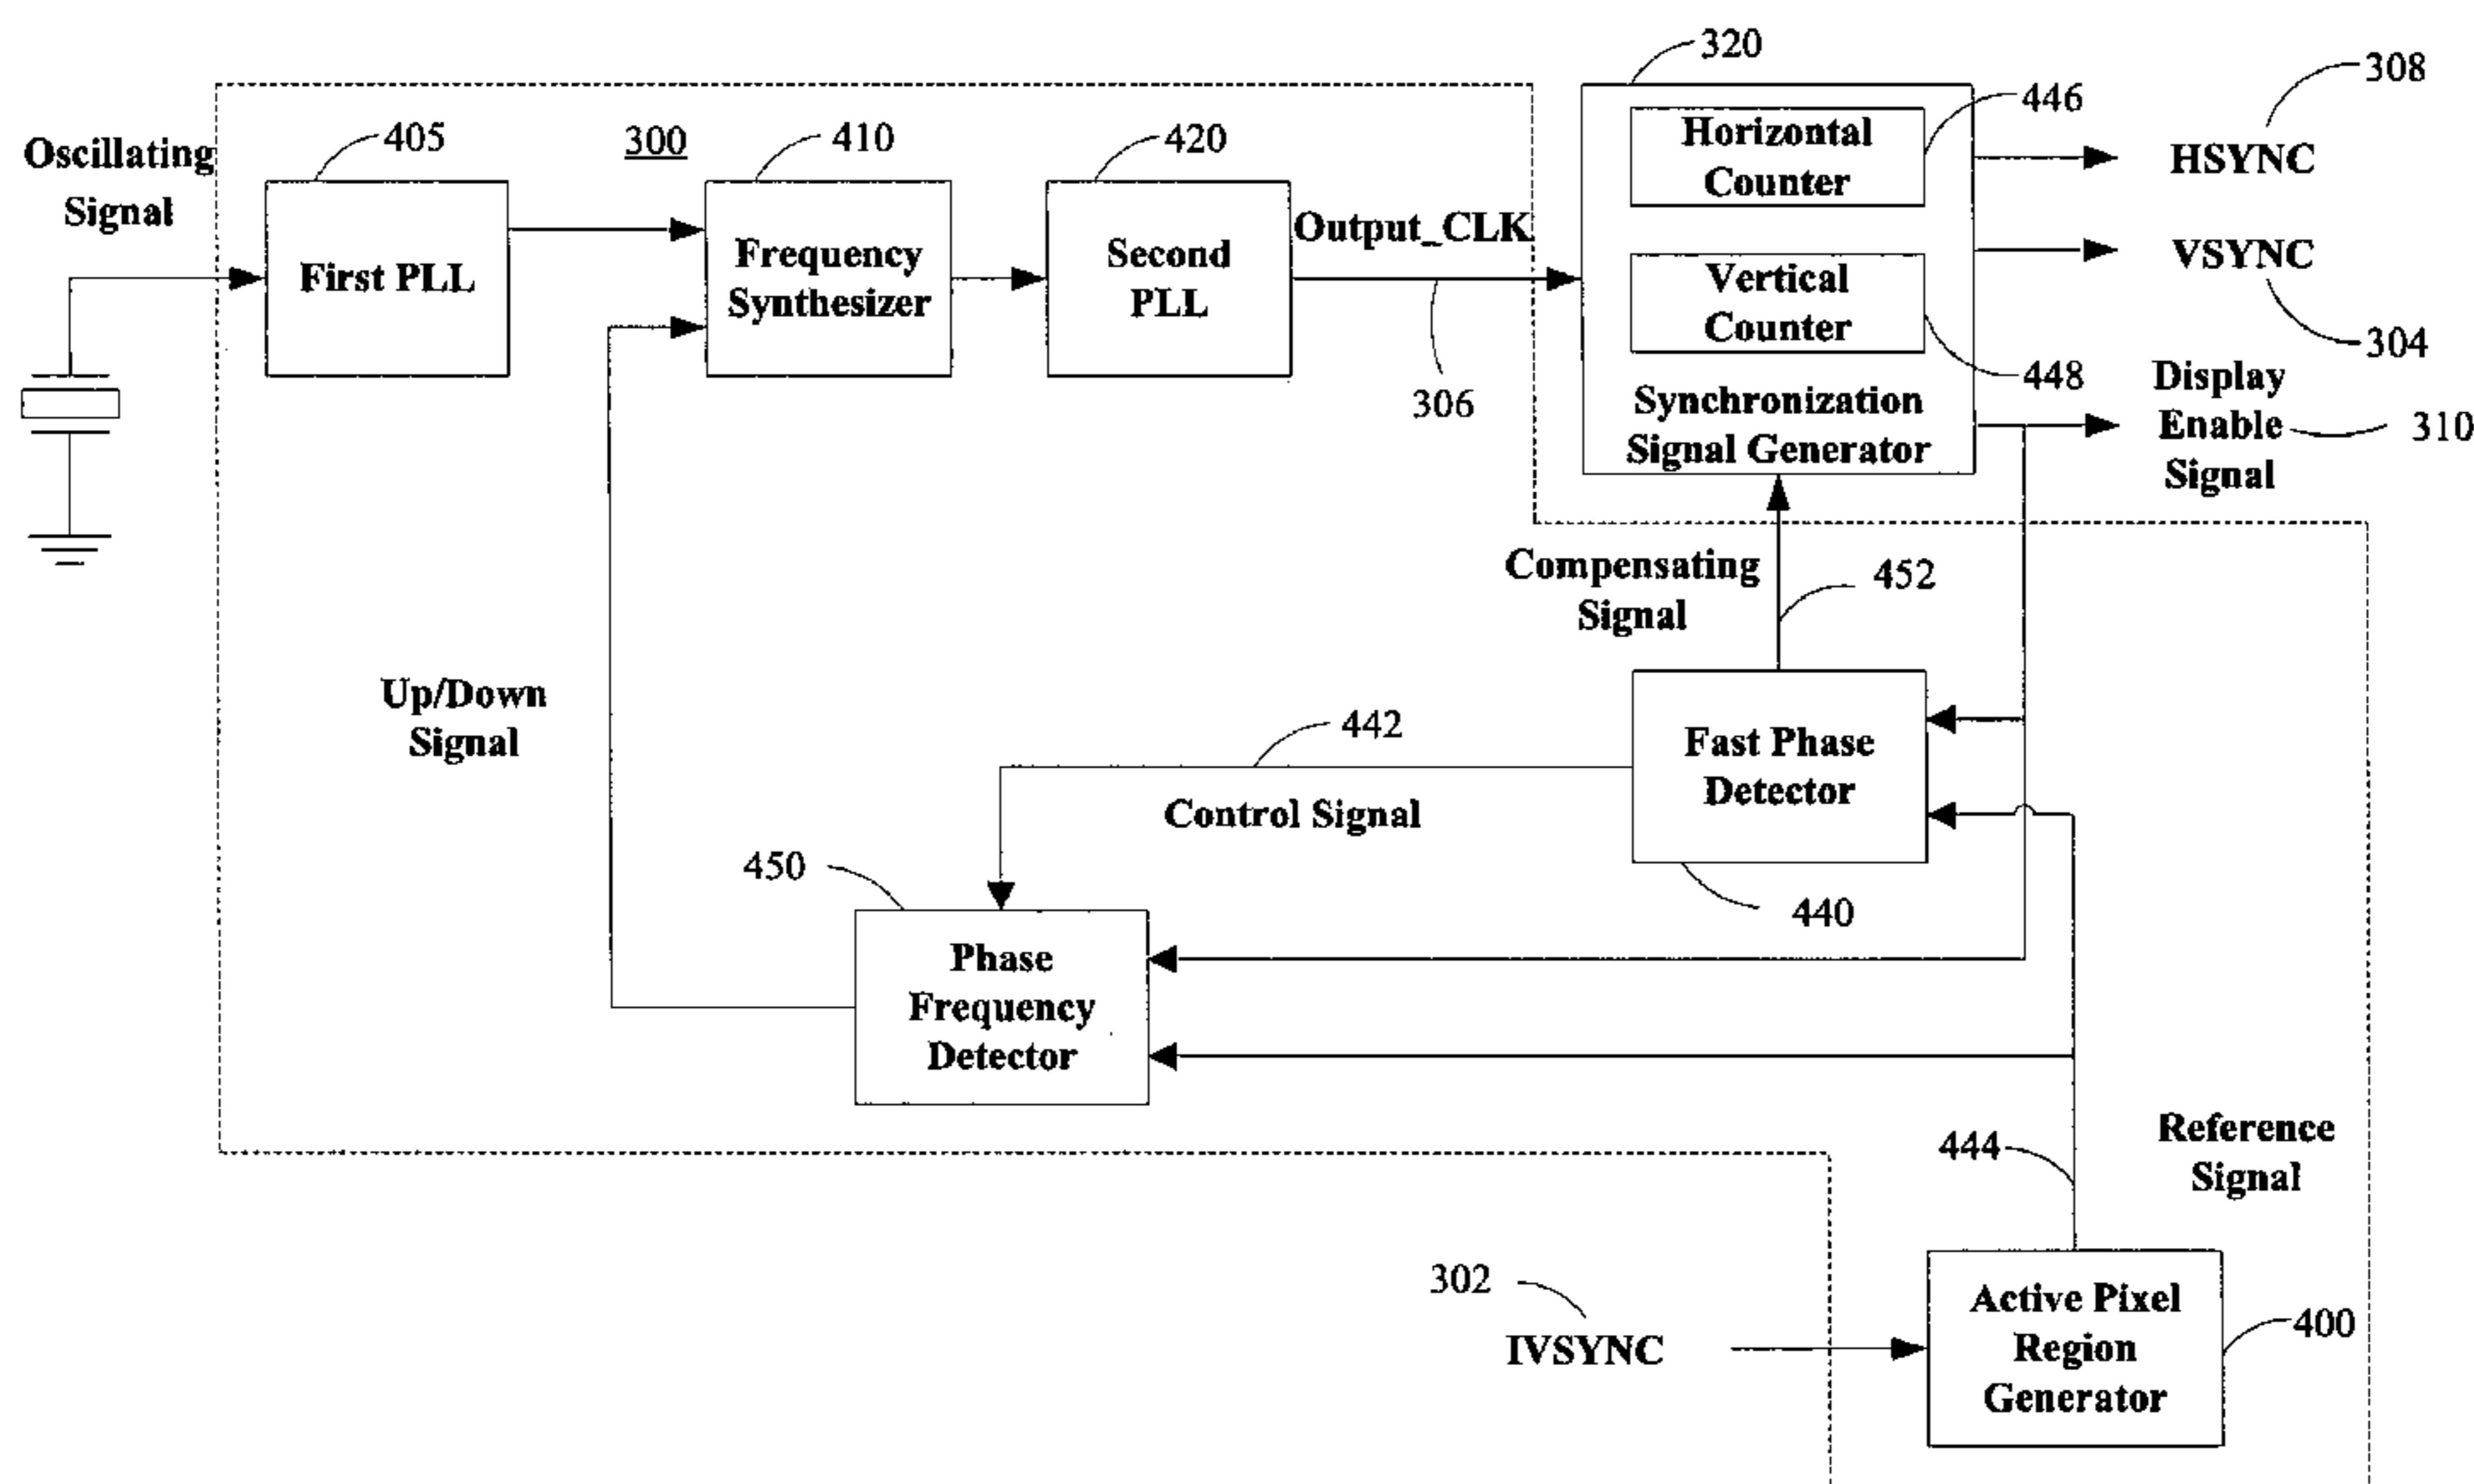 320
308
446
Horizontal
Counter
HSYNC
Oscillating
Signal
405
300
410
420
First PLL
Frequency
Synthesizer
Second
PLL
Output_CLK
306
Vertical
Counter
448
Synchronization
Signal Generator
VSYNC
304
Display
Enable
Signal
310
Compensating
Signal
452
Up/Down
Signal
442
Control Signal
Fast Phase
Detector
440
450
Phase
Frequency
Detector
444
Reference
Signal
302
IVSYNC
Active Pixel
Region
Generator
400